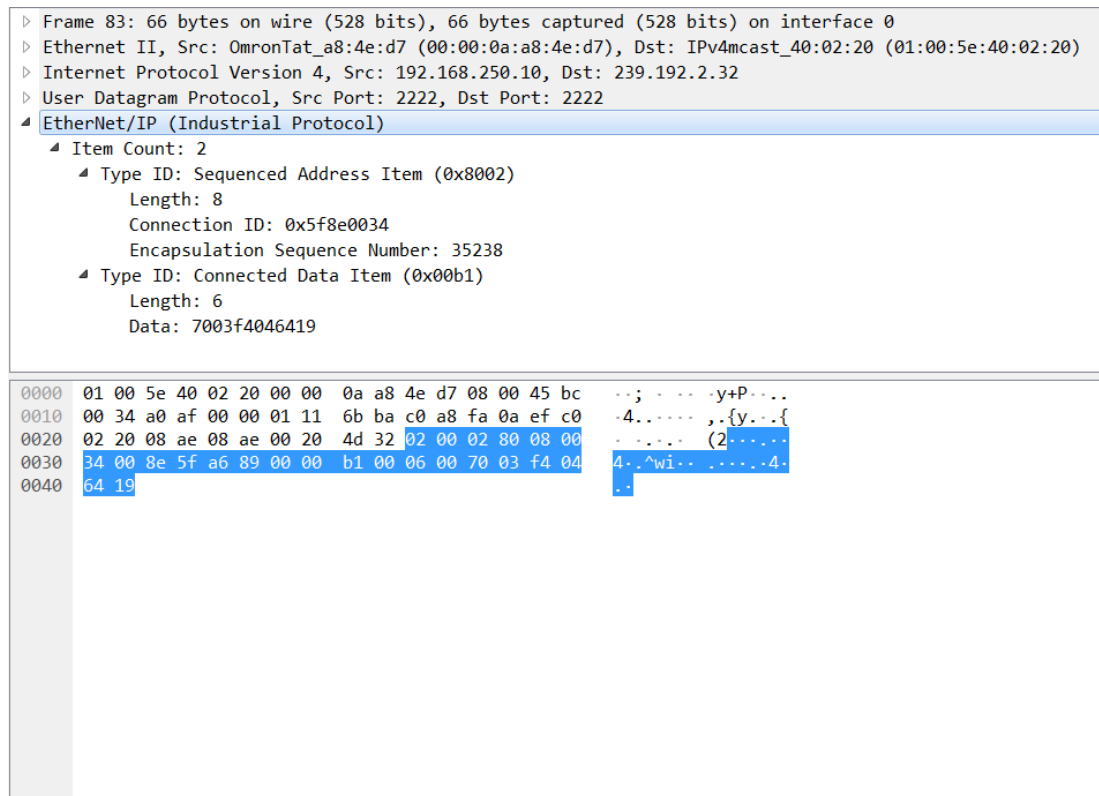 Frame 83: 66 bytes on wire (528 bits), 66 bytes captured (528 bits) on interface 0
Ethernet II, Src: OmronTat_a8:4e:d7 (00:00:0a:a8:4e:d7), Dst: IPv4mcast_40:02:20 (01:00:5e:40:02:20)
Internet Protocol Version 4, Src: 192.168.250.10, Dst: 239.192.2.32
User Datagram Protocol, Src Port: 2222, Dst Port: 2222
EtherNet/IP (Industrial Protocol)
Item Count: 2
Type ID: Sequenced Address Item (0x8002)
Length: 8
Connection ID: 0x5f8e0034
Encapsulation Sequence Number: 35238
Type ID: Connected Data Item (0x00b1)
Length: 6
Data: 7003f4046419
0000 01 00 5e 40 02 20 00 00 0a a8 4e d7 08 00 45 bc ··; · ·· ·y+P··..
0010 00 34 a0 af 00 00 01 11 6b ba c0 a8 fa 0a ef c0 ·4..···· ,.{y·.·{
0020 02 20 08 ae 08 ae 00 20 4d 32 02 00 02 80 08 00 · ·.·.· (2···.··
0030 34 00 8e 5f a6 89 00 00 b1 00 06 00 70 03 f4 04 4·.^wi·· .···.·4·
0040 64 19 .·